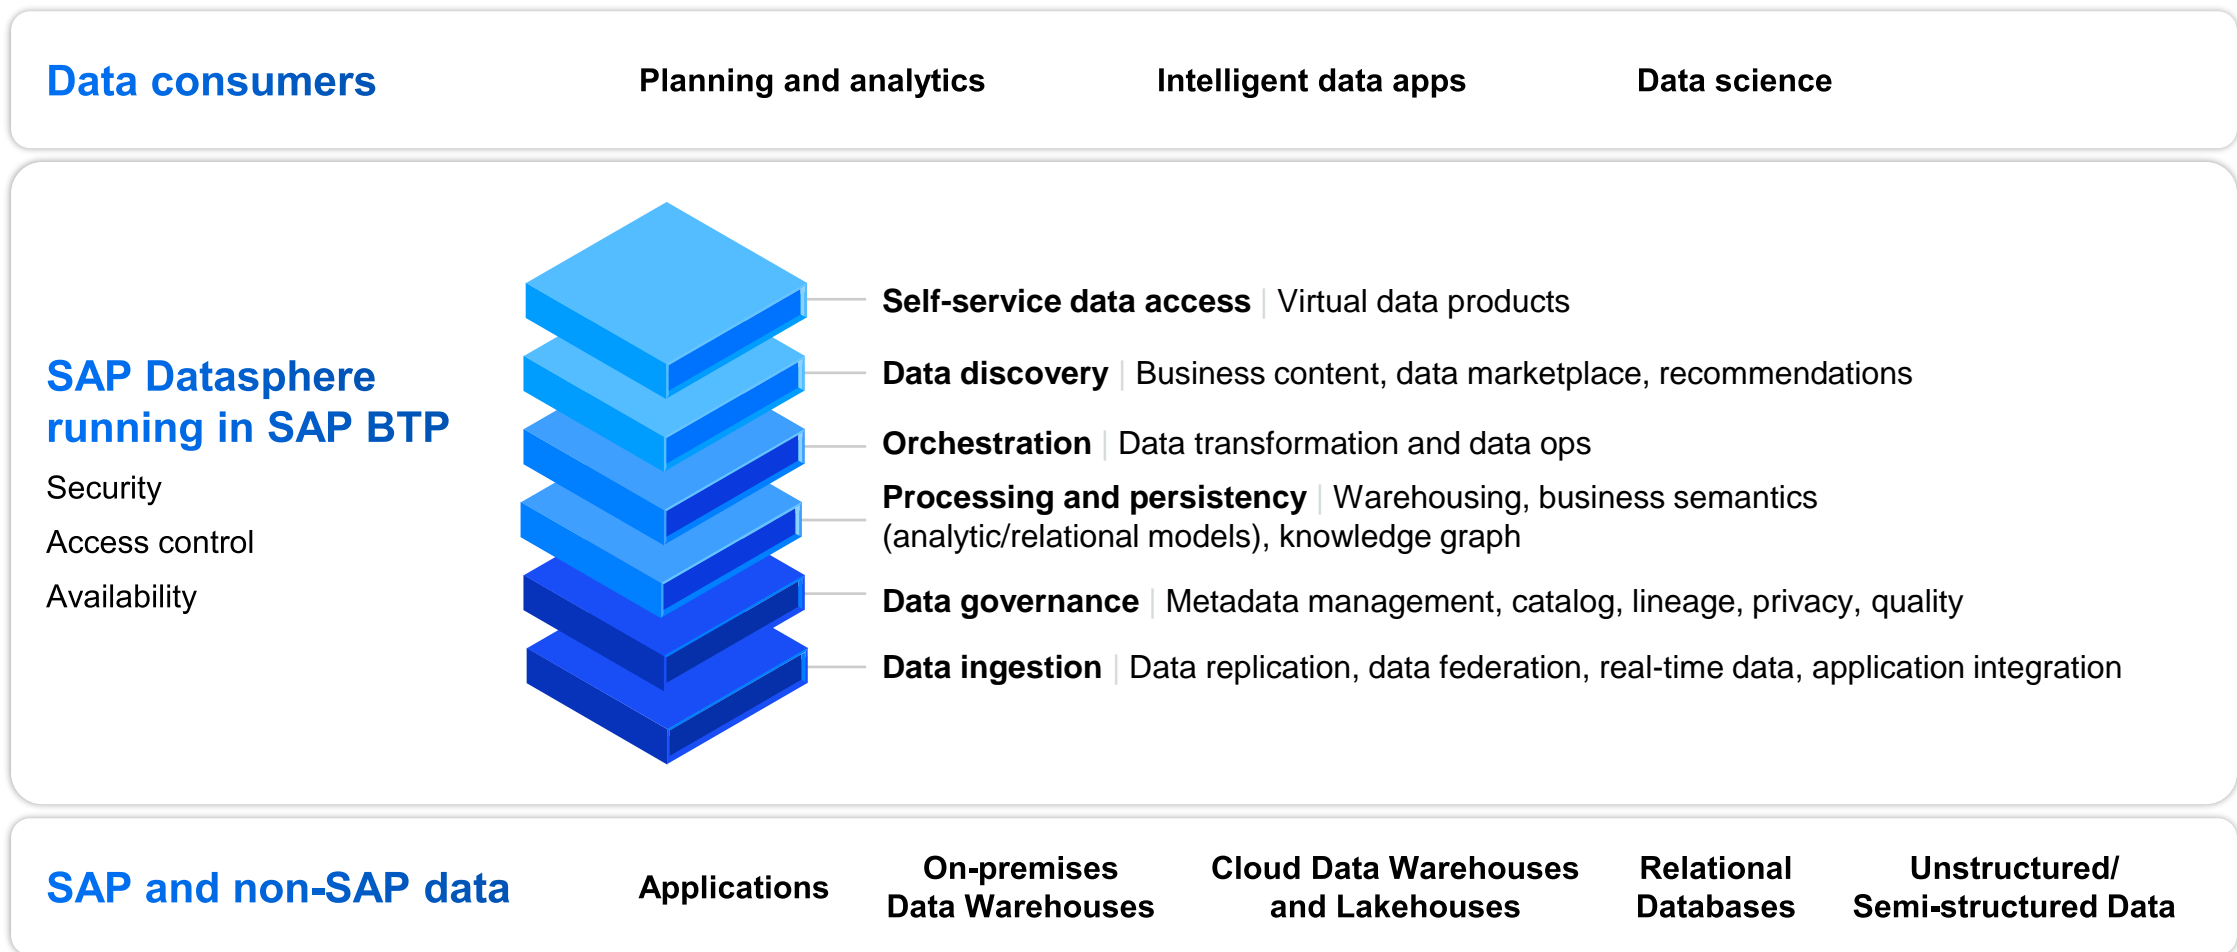 Data consumers
Planning and analytics
Intelligent data apps
Data science
SAP Datasphere
running in SAP BTP
Security
Access control
Availability
Self-service data access | Virtual data products
Data discovery | Business content, data marketplace, recommendations
Orchestration | Data transformation and data ops
Processing and persistency | Warehousing, business semantics
(analytic/relational models), knowledge graph
Data governance | Metadata management, catalog, lineage, privacy, quality
Data ingestion | Data replication, data federation, real-time data, application integration
SAP and non-SAP data
Applications
On-premises
Data Warehouses
Cloud Data Warehouses
and Lakehouses
Relational
Databases
Unstructured/
Semi-structured Data